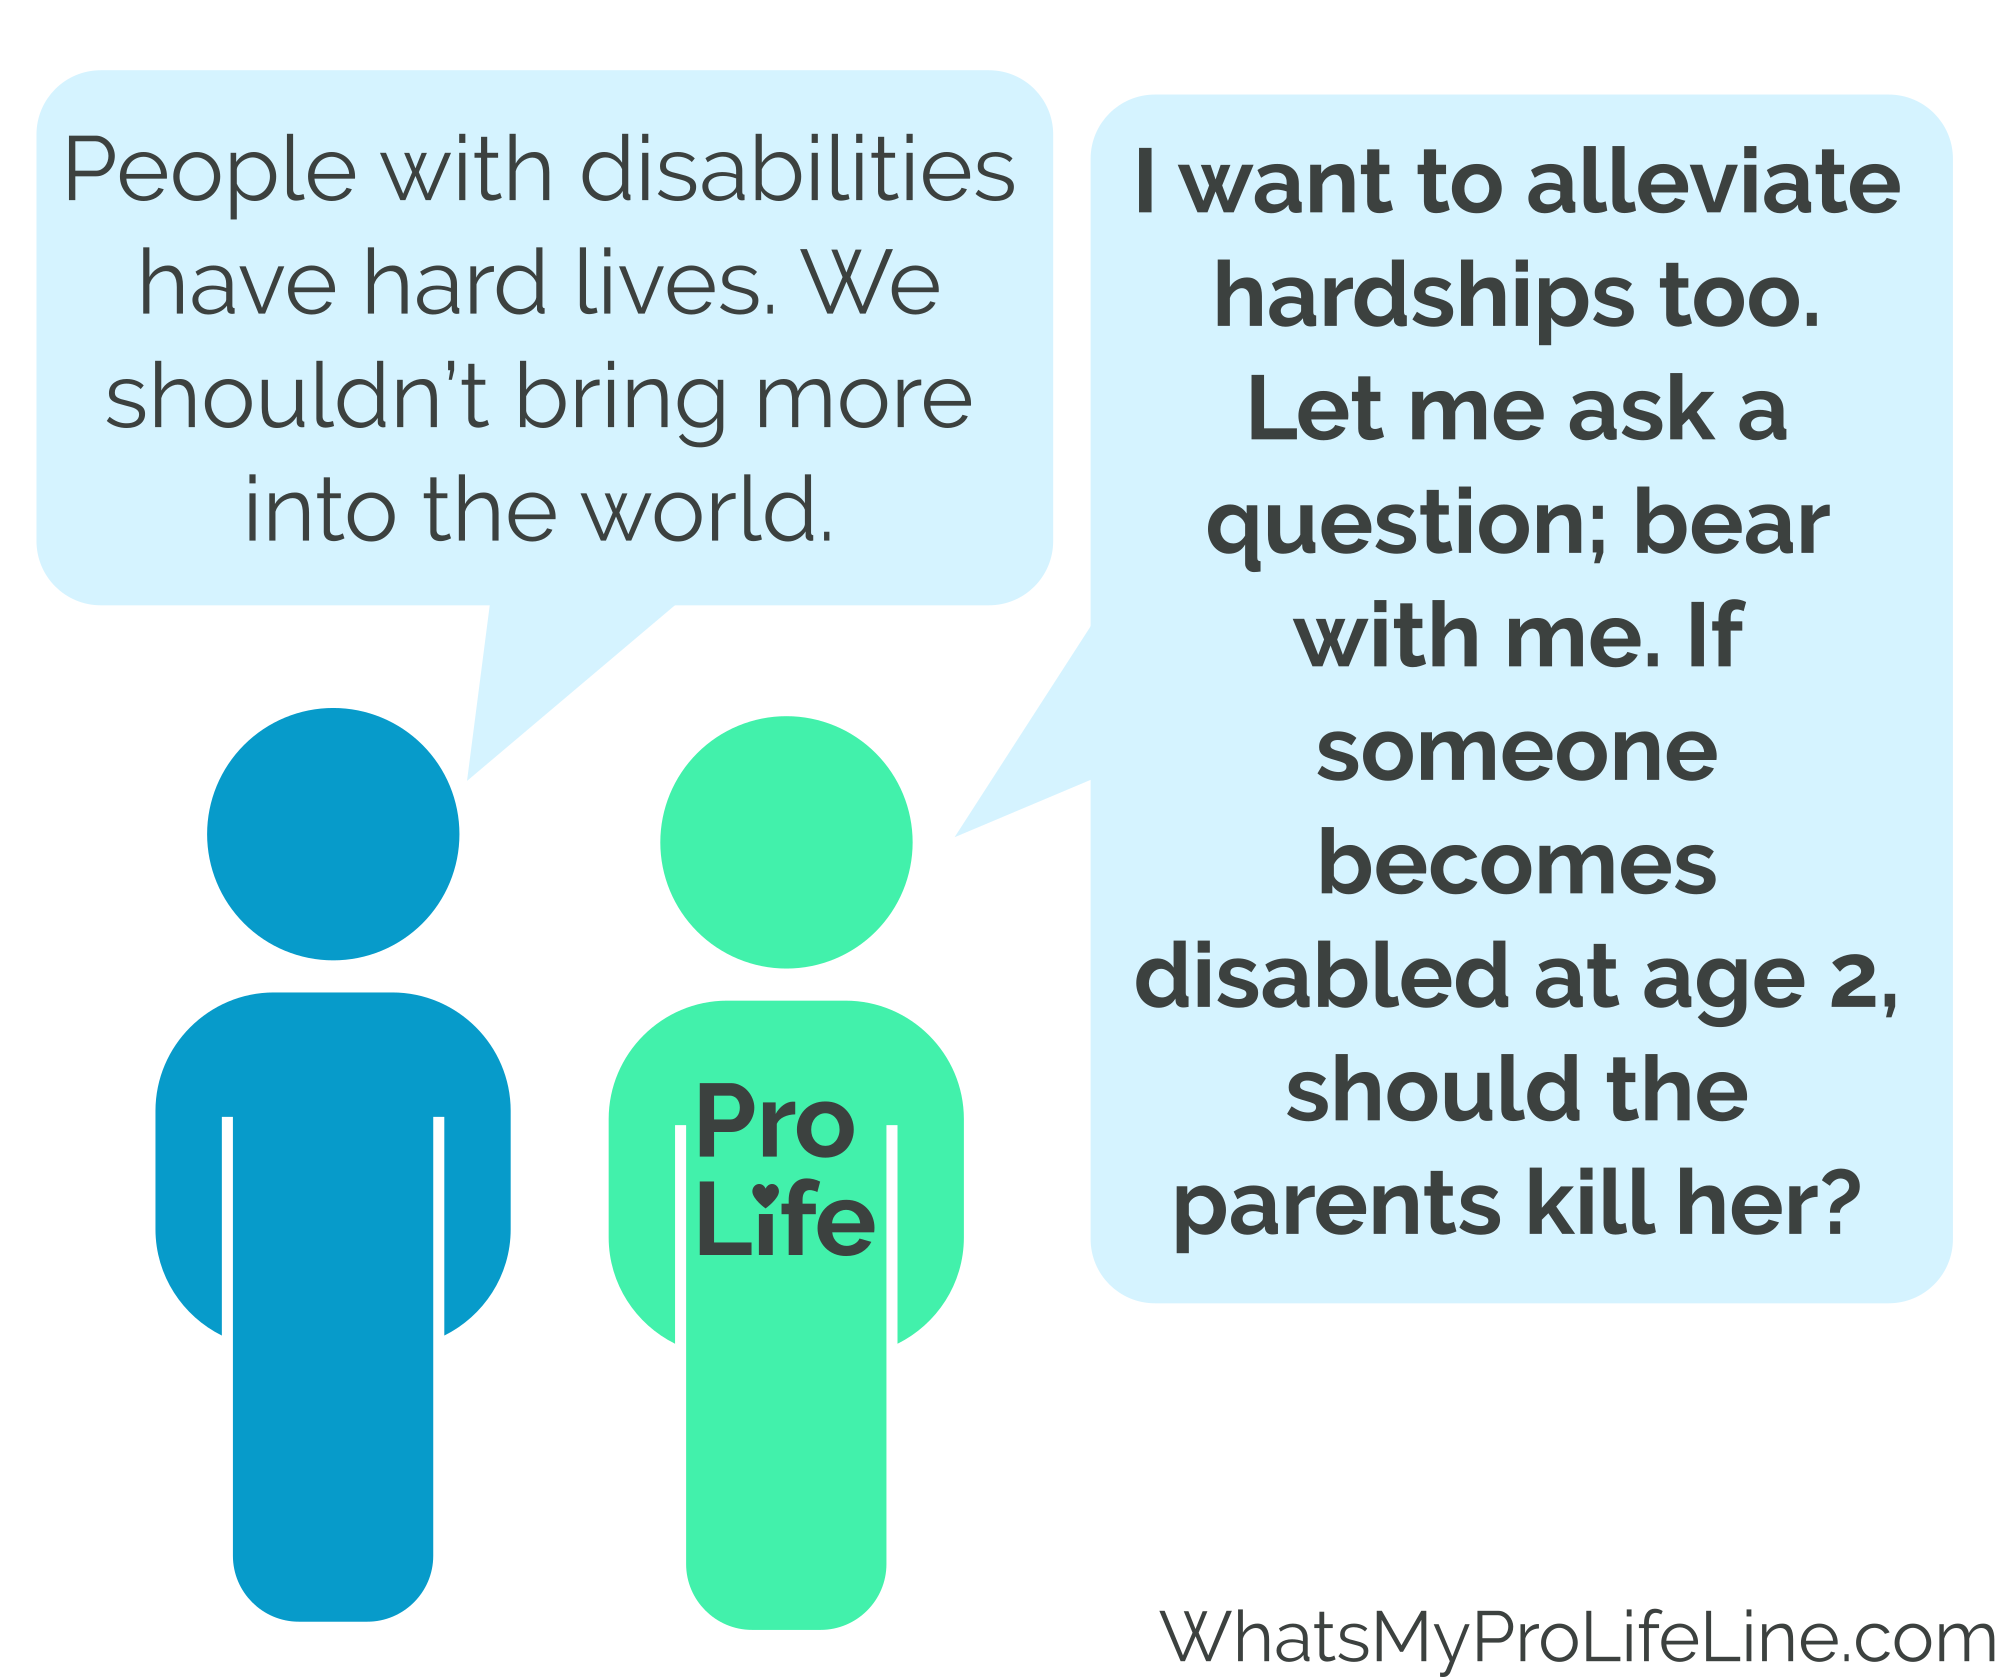 People with disabilities
have hard lives. We
shouldn’t bring more
into the world.
I want to alleviate
hardships too.
Let me ask a
question; bear
with me. If
someone
becomes
disabled at age 2,
should the
parents kill her?
Pro
Life
WhatsMyProLifeLine.com